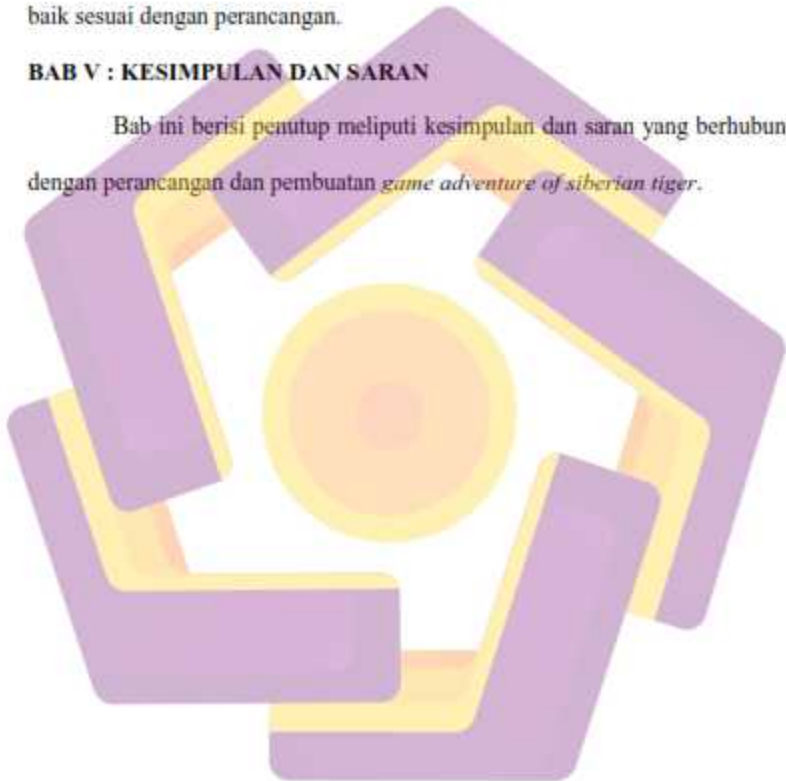 baik sesuai dengan perancangan.
BAB V : KESIMPULAN DAN SARAN
Bab ini berisi penutup meliputi kesimpulan dan saran yang berhubun
dengan perancangan dan pembuatan game adventure of siberian tiger.